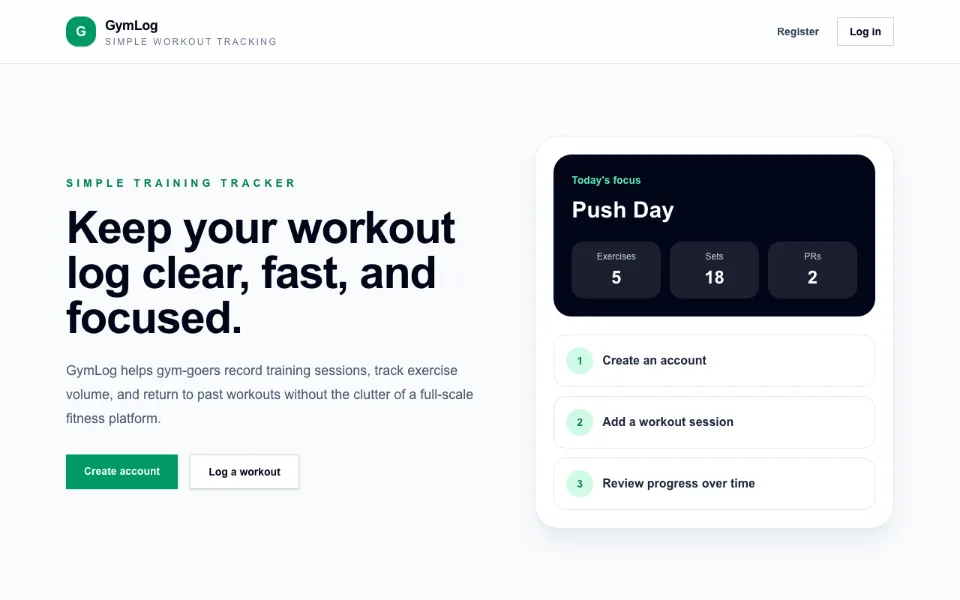 G
GymLog
SIMPLE WORKOUT TRACKING
Register
Log in
SIMPLE TRAINING TRACKER
Keep your workout
log clear, fast, and
focused.
GymLog helps gym-goers record training sessions, track exercise
volume, and return to past workouts without the clutter of a full-scale
fitness platform.
Create account
Log a workout
Today's focus
Push Day
Exercises
5
Sets
18
PRs
2
1
Create an account
2
Add a workout session
3
Review progress over time